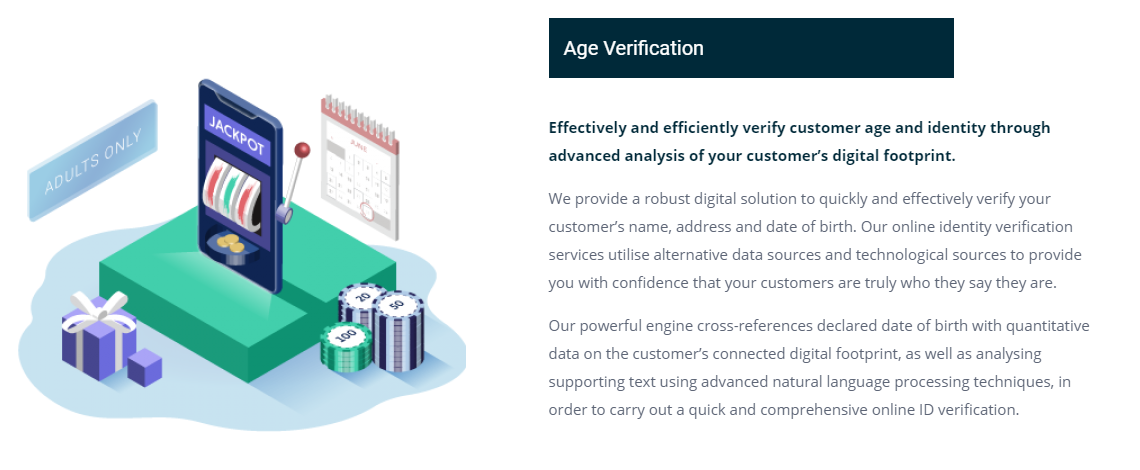 Age Verification
Effectively and efficiently verify customer age and identity through
advanced analysis of your customer’s digital footprint.
We provide a robust digital solution to quickly and effectively verify your
customer’s name, address and date of birth. Our online identity verification
services utilise alternative data sources and technological sources to provide
you with confidence that your customers are truly who they say they are.
Our powerful engine cross-references declared date of birth with quantitative
data on the customer’s connected digital footprint, as well as analysing
supporting text using advanced natural language processing techniques, in
order to carry out a quick and comprehensive online ID verification.
ADULTS ONLY
JACKPOT
JUNE
20
50
100